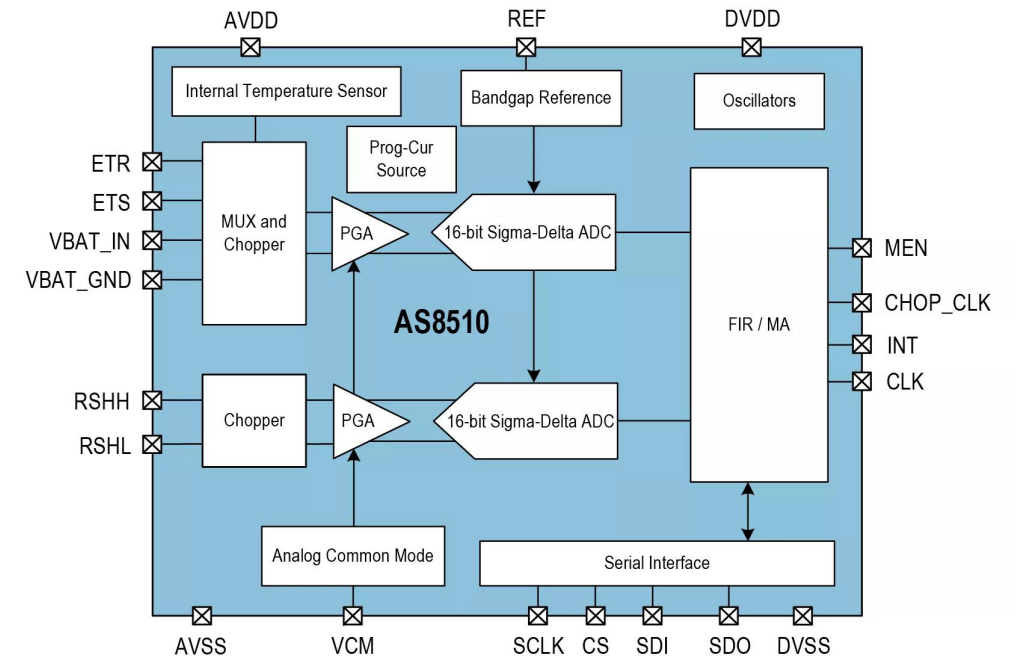 AVDD
REF
DVDD
Internal Temperature Sensor
Bandgap Reference
Oscillators
Prog-Cur
Source
ETR
ETS
VBAT_IN
VBAT_GND
MUX and
Chopper
PGA
16-bit Sigma-Delta ADC
MEN
CHOP_CLK
INT
CLK
FIR / MA
AS8510
RSHH
RSHL
Chopper
PGA
16-bit Sigma-Delta ADC
Analog Common Mode
Serial Interface
AVSS
VCM
SCLK
CS
SDI
SDO
DVSS